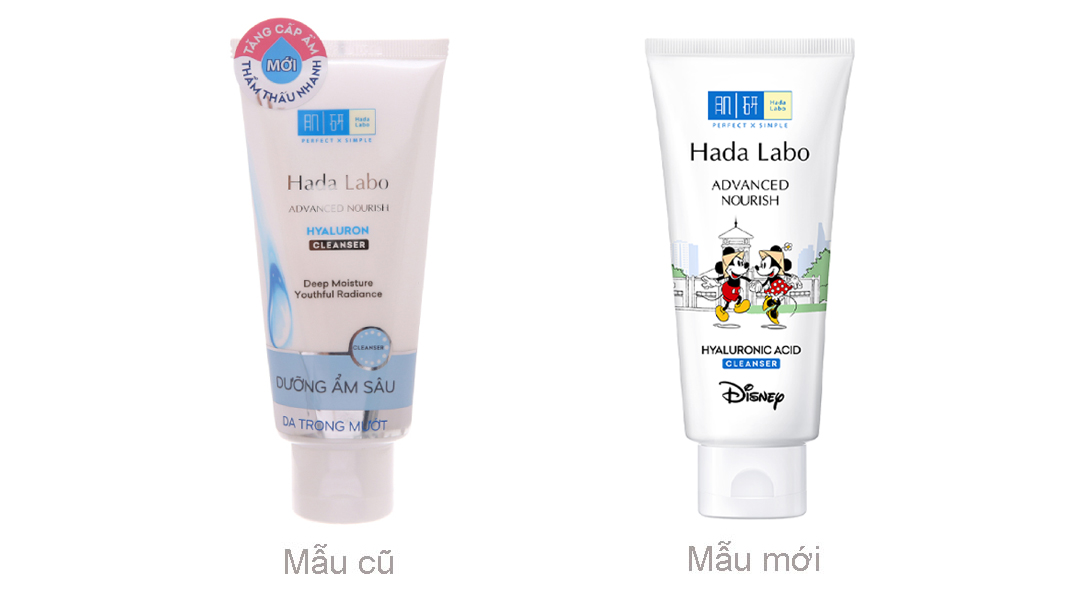 TĂNG CẤP ẨM
MỚI
THẨM THẤU NHANH
肌研
Hada
Labo
PERFECT X SIMPLE
Hada Labo
ADVANCED NOURISH
HYALURON
CLEANSER
Deep Moisture
Youthful Radiance
CLEANSER
DƯỠNG ẨM SÂU
DA TRONG MƯỚT
Mẫu cũ
肌研
Hada
Labo
PERFECT X SIMPLE
Hada Labo
ADVANCED
NOURISH
HYALURONIC ACID
CLEANSER
Disney
Mẫu mới